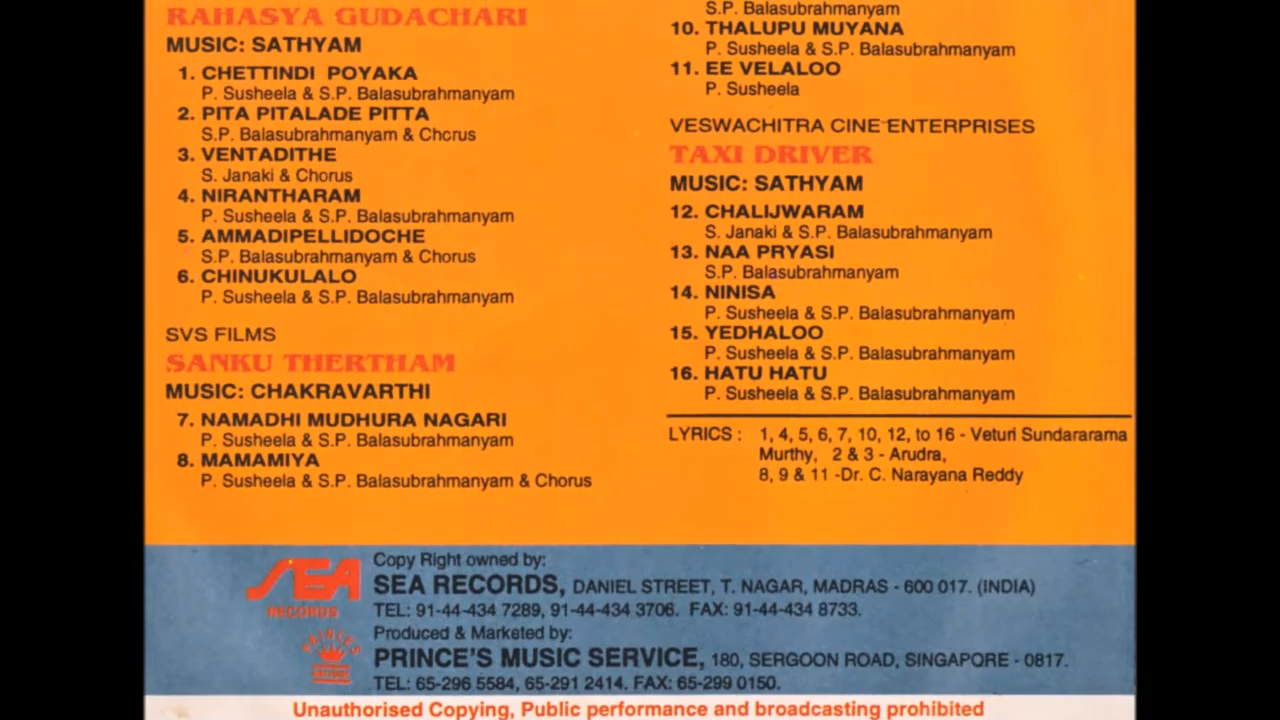 RAHASYA GUDACHARI
MUSIC: SATHYAM
1. CHETTINDI POYAKA
P. Susheela & S.P. Balasubrahmanyam
2. PITA PITALADE PITTA
S.P. Balasubrahmanyam & Chorus
3. VENTADITHE
S. Janaki & Chorus
4. NIRANTHARAM
P. Susheela & S.P. Balasubrahmanyam
5. AMMADIPELLIDOCHE
S.P. Balasubrahmanyam & Chorus
6. CHINUKULALO
P. Susheela & S.P. Balasubrahmanyam
SVS FILMS
SANKU THERTHAM
MUSIC: CHAKRAVARTHI
7. NAMADHI MUDHURA NAGARI
P. Susheela & S.P. Balasubrahmanyam
8. MAMAMIYA
P. Susheela & S.P. Balasubrahmanyam & Chorus
S.P. Balasubrahmanyam
10. THALUPU MUYANA
P. Susheela & S.P. Balasubrahmanyam
11. EE VELALOO
P. Susheela
VESWACHITRA CINE ENTERPRISES
TAXI DRIVER
MUSIC: SATHYAM
12. CHALIJWARAM
S. Janaki & S.P. Balasubrahmanyam
13. NAA PRYASI
S.P. Balasubrahmanyam
14. NINISA
P. Susheela & S.P. Balasubrahmanyam
15. YEDHALOO
P. Susheela & S.P. Balasubrahmanyam
16. HATU HATU
P. Susheela & S.P. Balasubrahmanyam
LYRICS : 1, 4, 5, 6, 7, 10, 12, to 16 - Veturi Sundararama
Murthy, 2 & 3 - Arudra,
8, 9 & 11 -Dr. C. Narayana Reddy
SEA
RECORDS
Copy Right owned by:
SEA RECORDS, DANIEL STREET, T. NAGAR, MADRAS - 600 017. (INDIA)
TEL: 91-44-434 7289, 91-44-434 3706. FAX: 91-44-434 8733.
Produced & Marketed by:
PRINCE'S MUSIC SERVICE, 180, SERGOON ROAD, SINGAPORE - 0817.
TEL: 65-296 5584, 65-291 2414. FAX: 65-299 0150.
Unauthorised Copying, Public performance and broadcasting prohibited